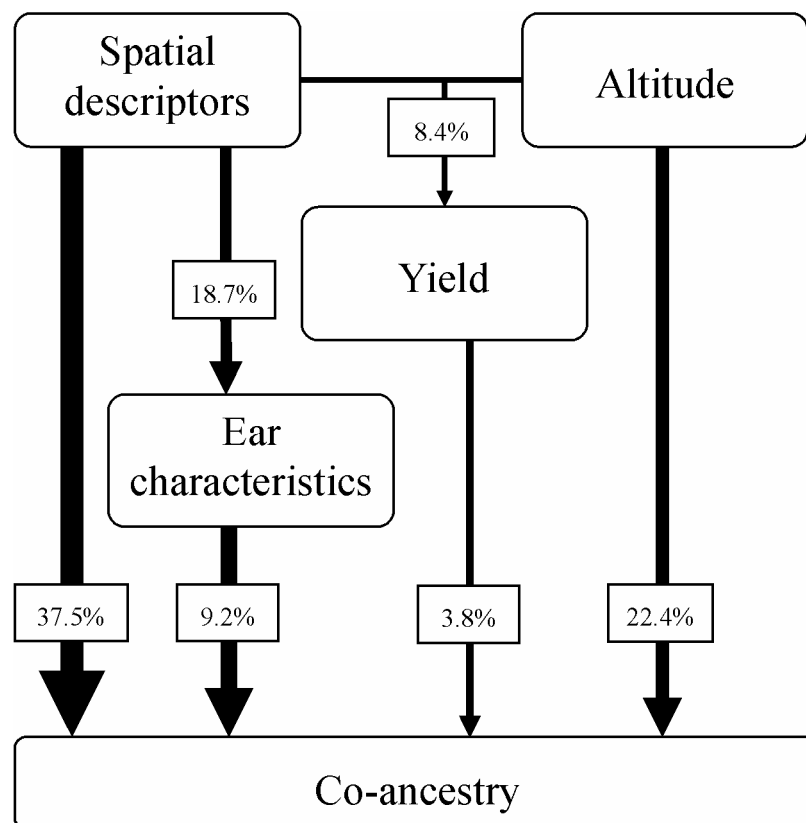 Spatial
descriptors
Altitude
8.4%
Yield
18.7%
Ear
characteristics
37.5%
9.2%
3.8%
22.4%
Co-ancestry